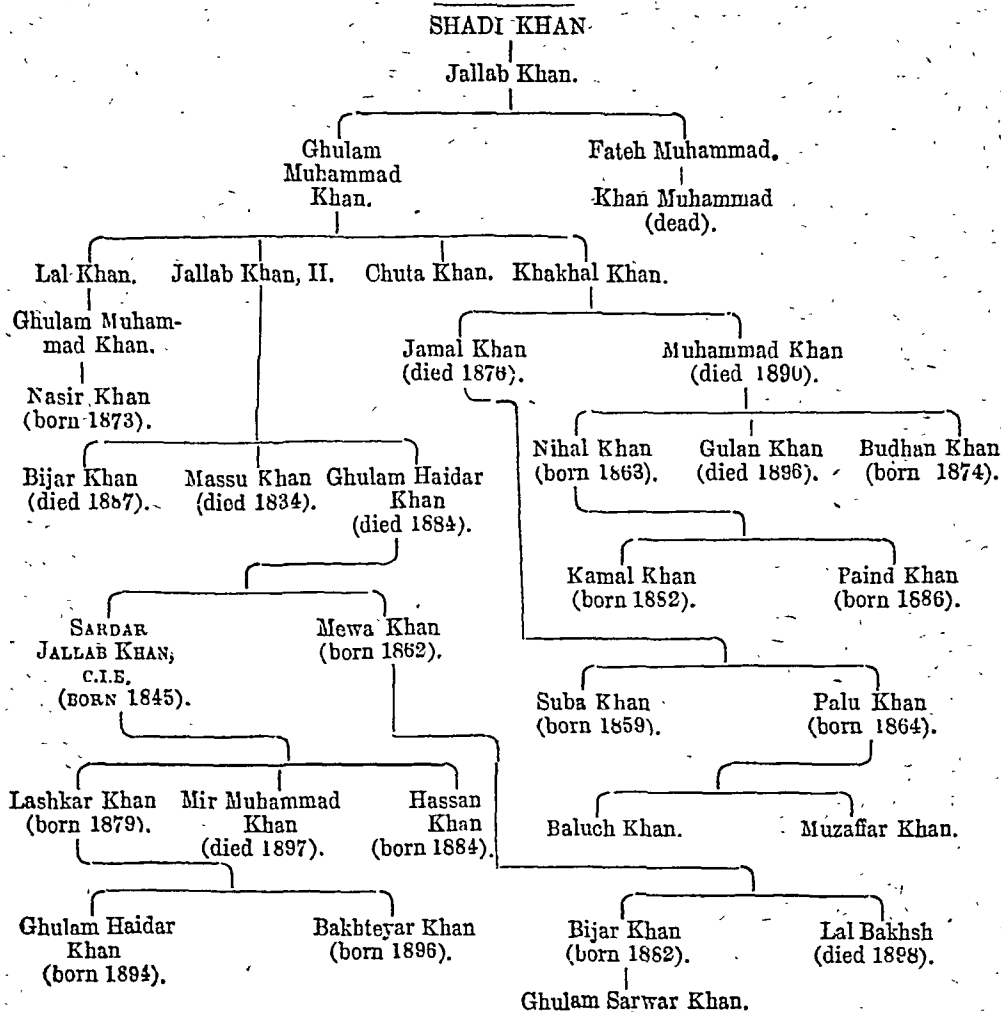 SHADI KHAN
Jallab Khan.
Ghulam
Muhammad
Khan.
Fateh Muhammad.
Khan Muhammad
(dead).
Lal Khan.
Jallab Khan, II.
Chuta Khan.
Khakhal Khan.
Ghulam Muham-
mad Khan.
Nasir Khan
(born 1873).
Jamal Khan
(died 1876).
Muhammad Khan
(died 1890).
Bijar Khan
(died 1887).
Massu Khan
(died 1834).
Ghulam Haidar
Khan
(died 1884).
Nihal Khan
(born 1863).
Gulan Khan
(died 1896).
Budhan Khan
(born 1874).
Kamal Khan
(born 1882).
Paind Khan
(born 1886).
SARDAR
JALLAB KHAN,
C.I.E.
(BORN 1845).
Mewa Khan
(born 1862).
Suba Khan
(born 1859).
Palu Khan
(born 1864).
Lashkar Khan
(born 1879).
Mir Muhammad
Khan
(died 1897).
Hassan
Khan
(born 1884).
Baluch Khan.
Muzaffar Khan.
Ghulam Haidar
Khan
(born 1894).
Bakhteyar Khan
(born 1896).
Bijar Khan
(born 1882).
Lal Bakhsh
(died 1898).
Ghulam Sarwar Khan.